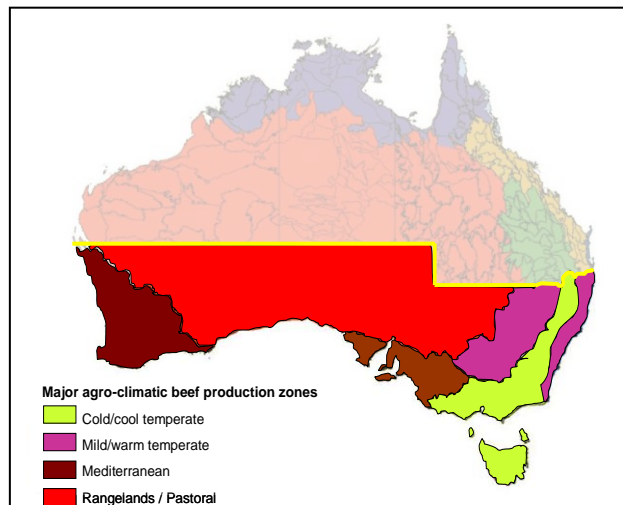 Major agro-climatic beef production zones
Cold/cool temperate
Mild/warm temperate
Mediterranean
Rangelands / Pastoral